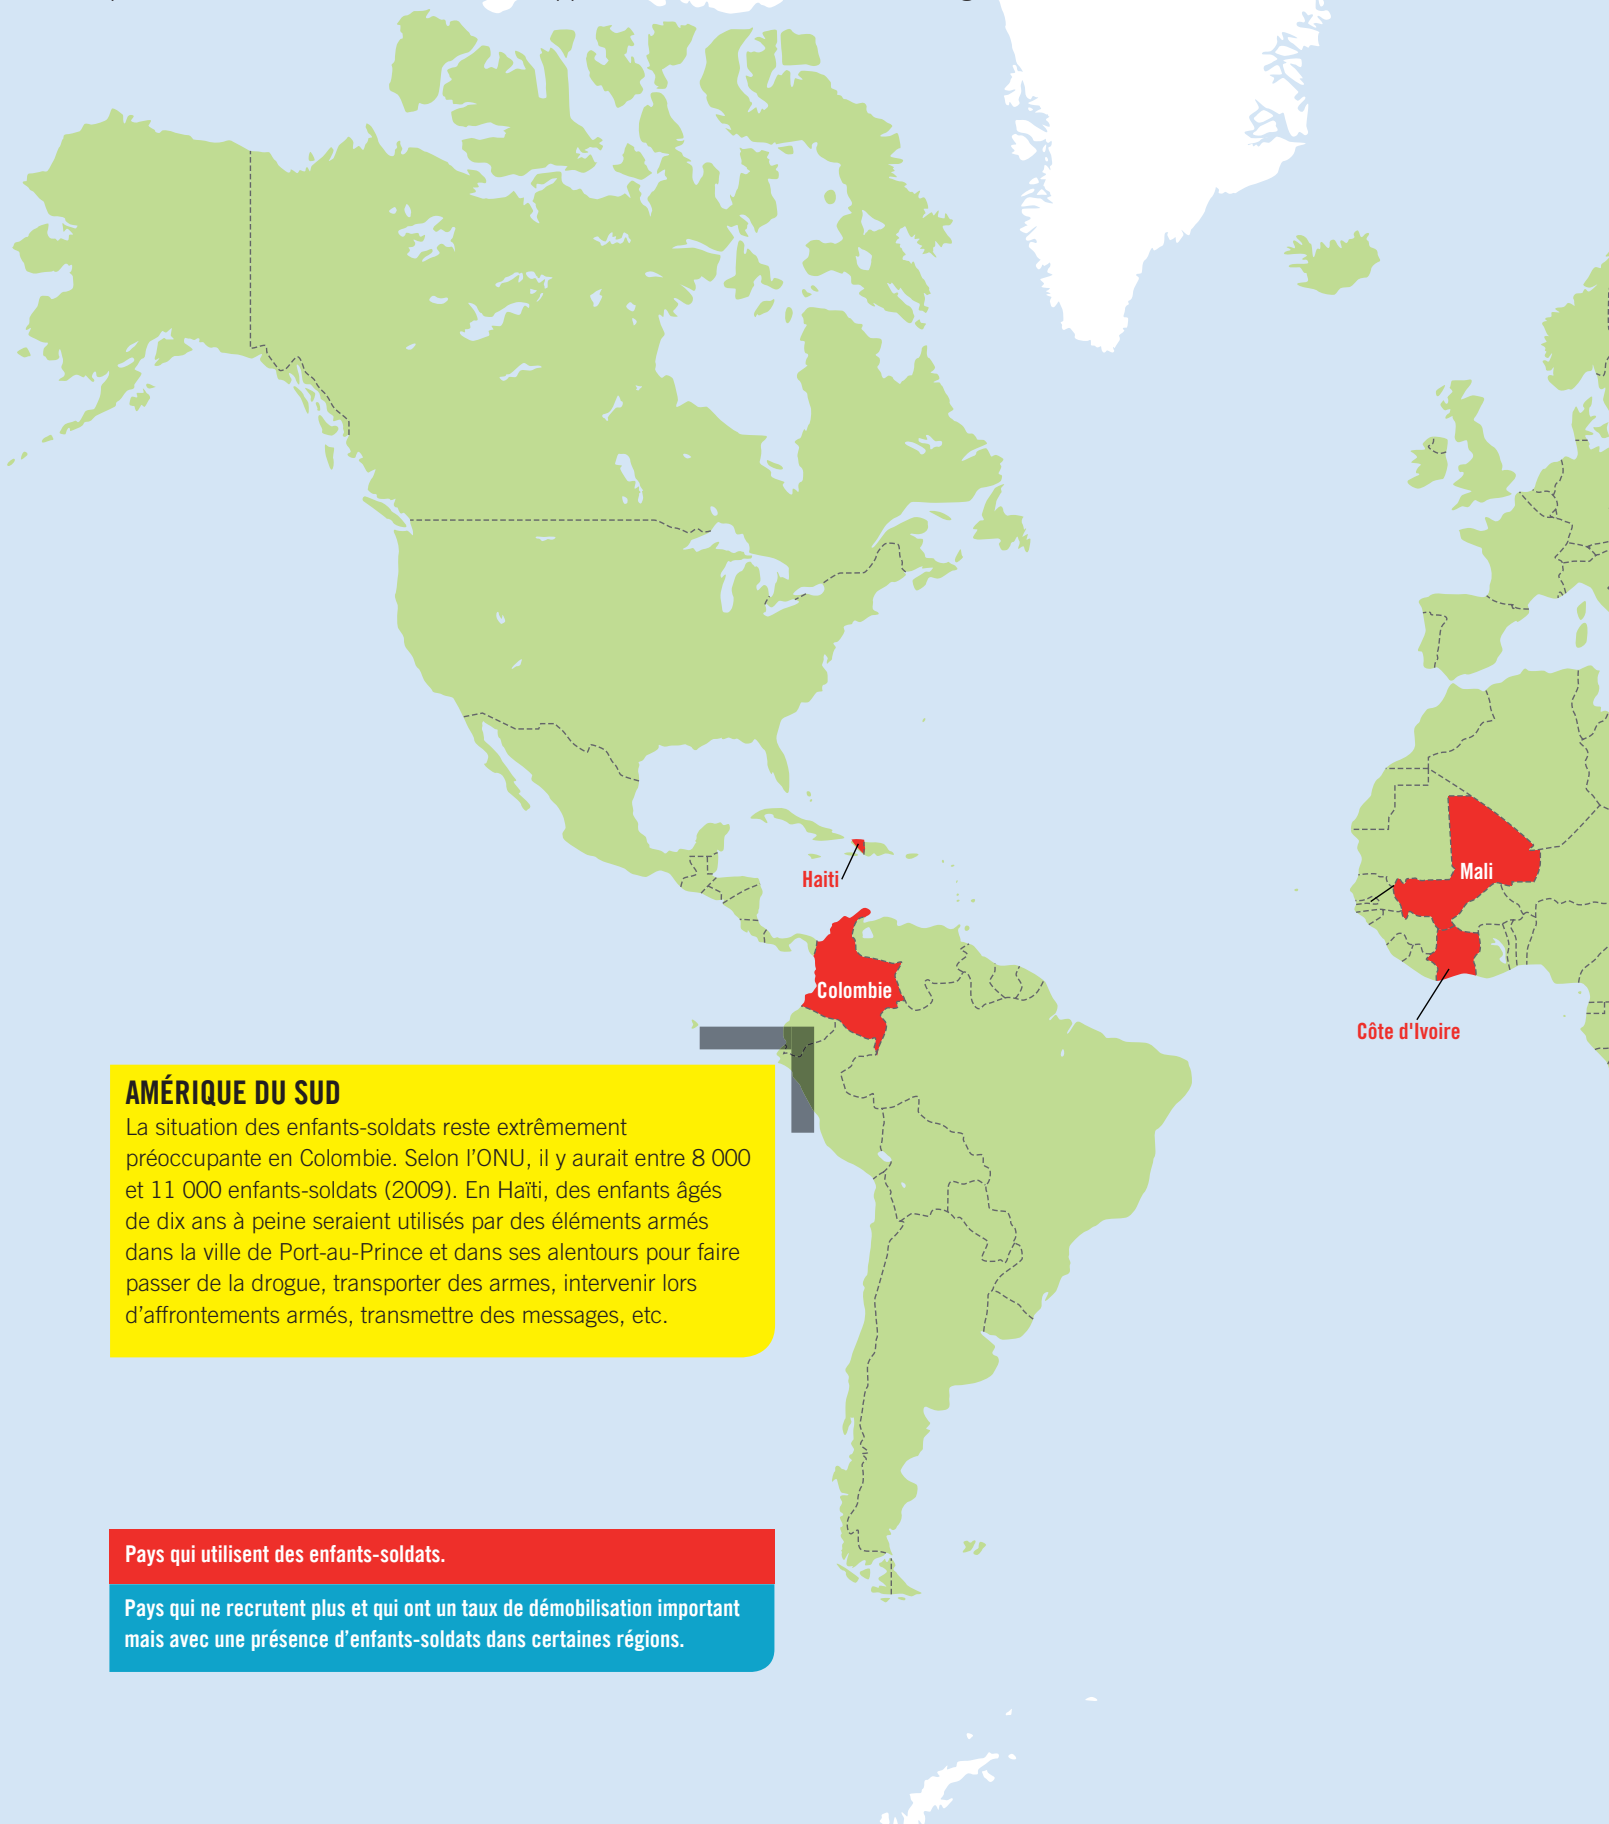 Haiti
Mali
Colombie
Côte d'Ivoire
AMÉRIQUE DU SUD
La situation des enfants-soldats reste extrêmement
préoccupante en Colombie. Selon l’ONU, il y aurait entre 8 000
et 11 000 enfants-soldats (2009). En Haïti, des enfants âgés
de dix ans à peine seraient utilisés par des éléments armés
dans la ville de Port-au-Prince et dans ses alentours pour faire
passer de la drogue, transporter des armes, intervenir lors
d’affrontements armés, transmettre des messages, etc.
Pays qui utilisent des enfants-soldats.
Pays qui ne recrutent plus et qui ont un taux de démobilisation important
mais avec une présence d’enfants-soldats dans certaines régions.